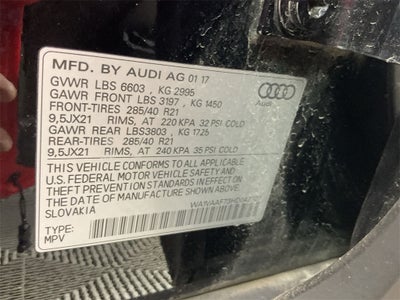 MFD. BY AUDI AG 01 17
GVWR LBS 6603 , KG 2995
GAWR FRONT LBS 3197 , KG 1450
FRONT-TIRES 285/40 R21
9,5JX21 RIMS, AT 220 KPA 32 PSI COLD
GAWR REAR LBS3803 , KG 1725
REAR-TIRES 285/40 R21
9,5JX21 RIMS, AT 240 KPA 35 PSI COLD
THIS VEHICLE CONFORMS TO ALL APPLICABLE
U.S. FEDERAL MOTOR VEHICLE SAFETY AND
THEFT PREVENTION STANDARDS IN EFFECT ON
THE DATE OF MANUFACTURE SHOWN ABOVE.
SLOVAKIA
TYPE:
MPV
Audi